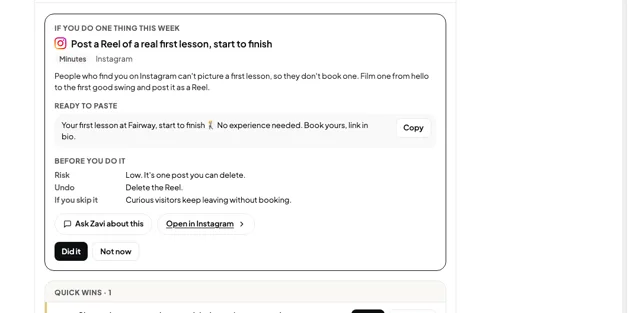 IF YOU DO ONE THING THIS WEEK
Post a Reel of a real first lesson, start to finish
Minutes Instagram
People who find you on Instagram can't picture a first lesson, so they don't book one. Film one from hello
to the first good swing and post it as a Reel.
READY TO PASTE
Your first lesson at Fairway, start to finish 🏌️ No experience needed. Book yours, link in
bio.
Copy
BEFORE YOU DO IT
Risk Low. It's one post you can delete.
Undo Delete the Reel.
If you skip it Curious visitors keep leaving without booking.
Ask Zavi about this Open in Instagram
Did it Not now
QUICK WINS · 1